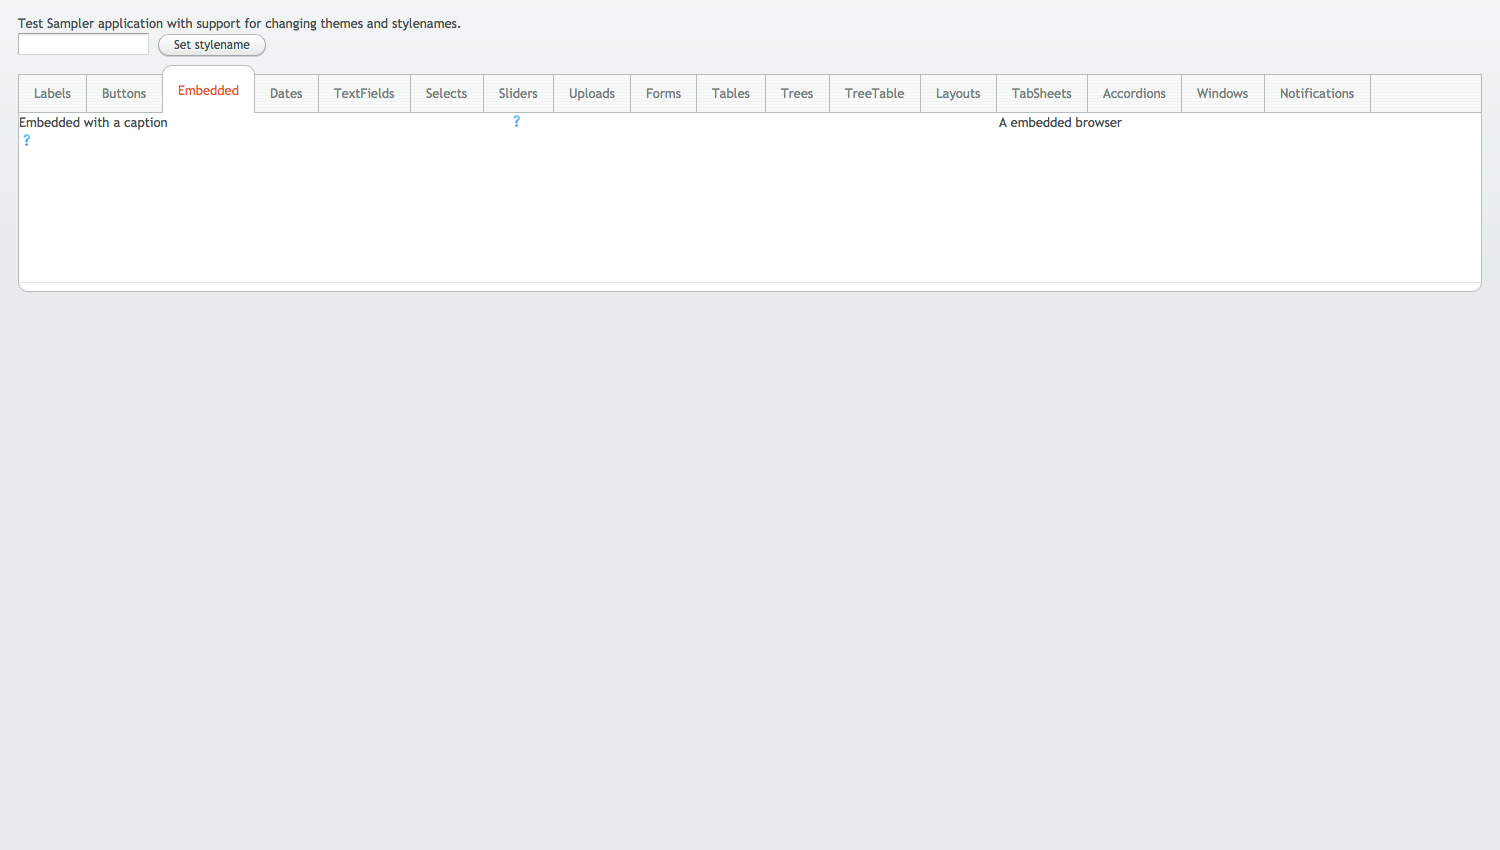 Test Sampler application with support for changing themes and stylenames.
Set stylename
Labels Buttons Embedded Dates TextFields Selects Sliders Uploads Forms Tables Trees TreeTable Layouts TabSheets Accordions Windows Notifications
Embedded with a caption ? A embedded browser
?